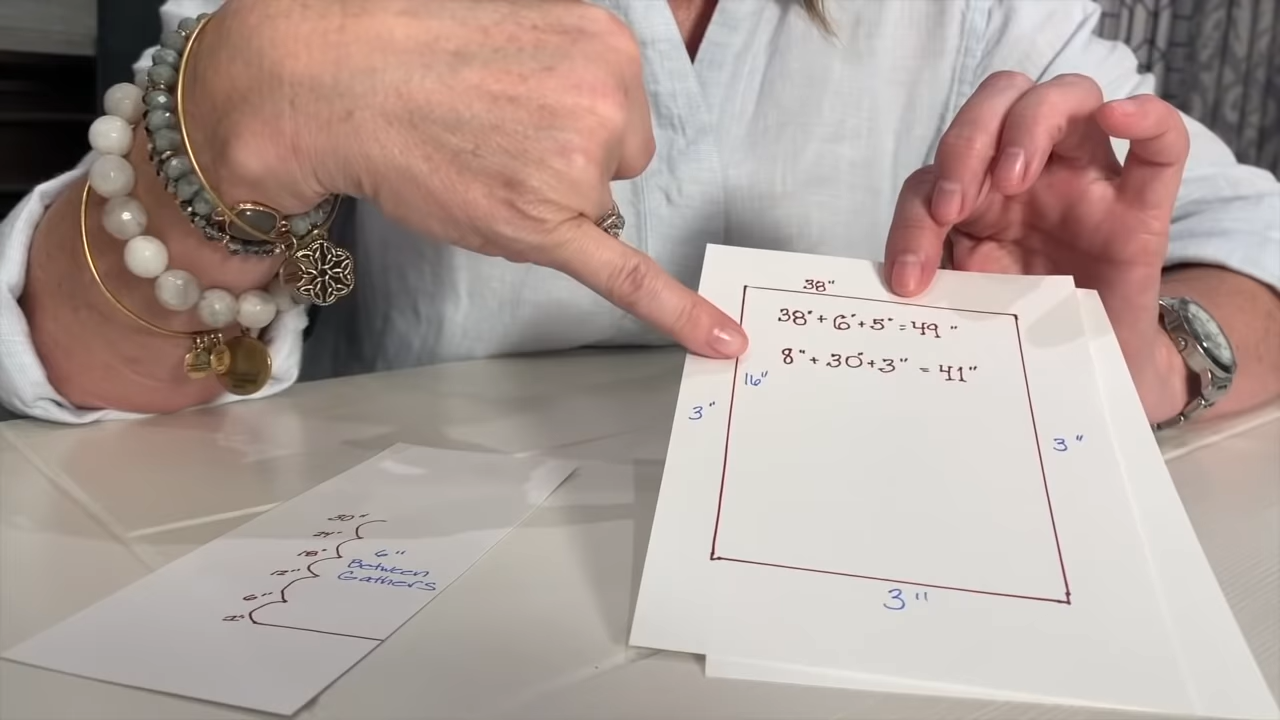 38"
38" + 6" + 5" = 49"
8" + 30" + 3" = 41"
16"
3"
3"
3"
30"
24"
18"
12"
6"
6"
Between
Gathers